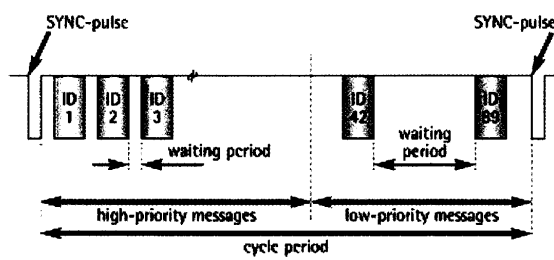 SYNC-pulse
SYNC-pulse
ID 1
ID 2
ID 3
ID 42
ID 89
waiting period
waiting period
high-priority messages
low-priority messages
cycle period